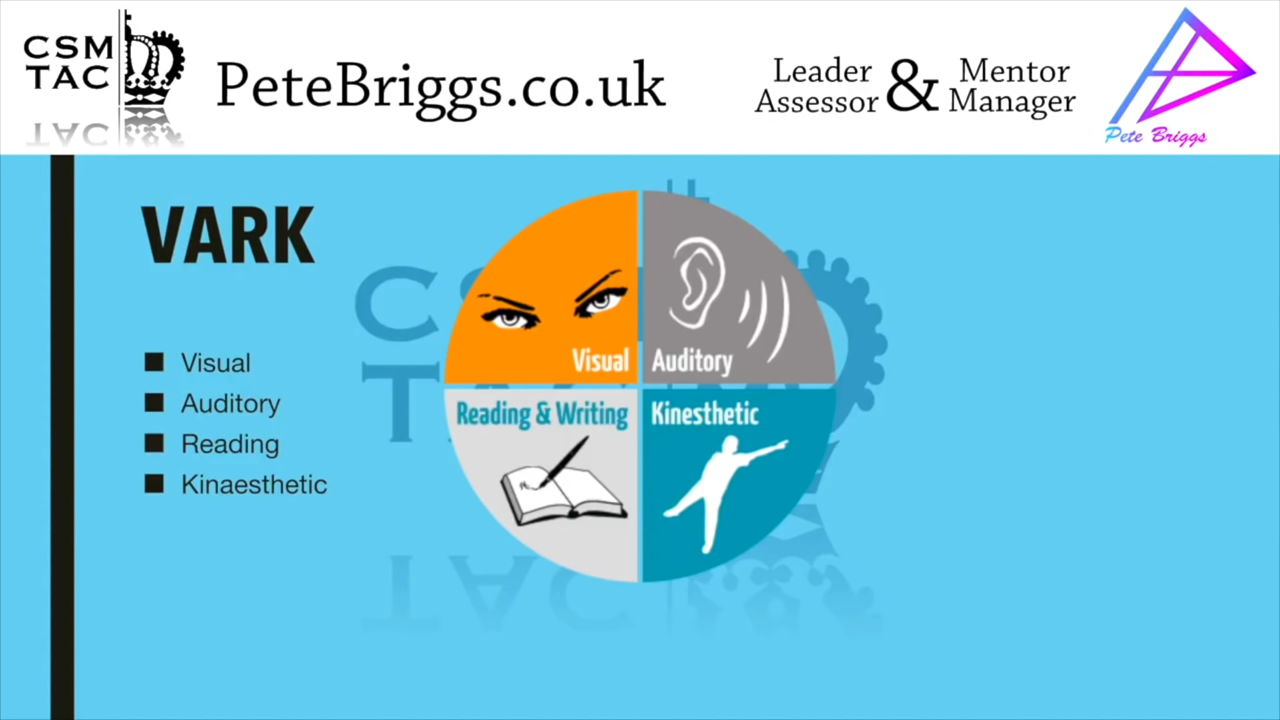 CSM
TAC
PeteBriggs.co.uk
Leader
Assessor
&
Mentor
Manager
Pete Briggs
VARK
Visual
Auditory
Reading
Kinaesthetic
Visual
Auditory
Reading & Writing
Kinesthetic